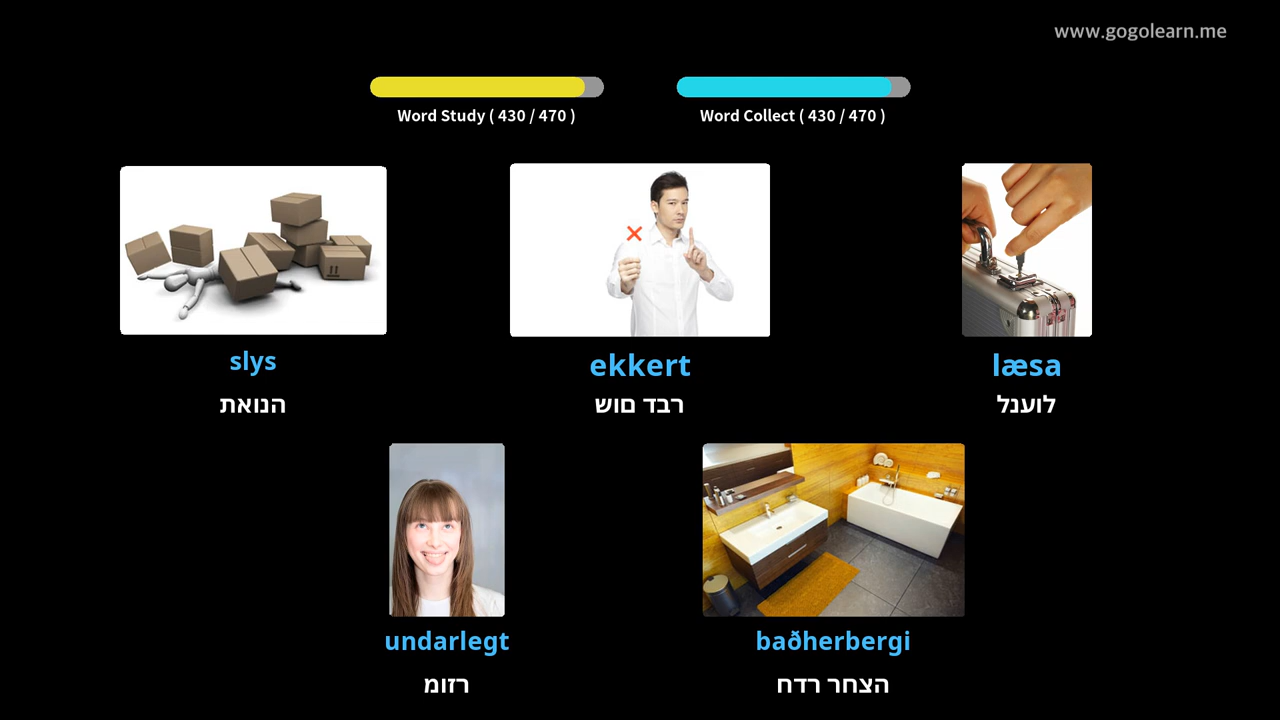 www.gogolearn.me
Word Study ( 430 / 470 )
Word Collect ( 430 / 470 )
slys
הנואת
ekkert
רבד םוש
læsa
לוענל
undarlegt
רזומ
baðherbergi
הצחר רדח